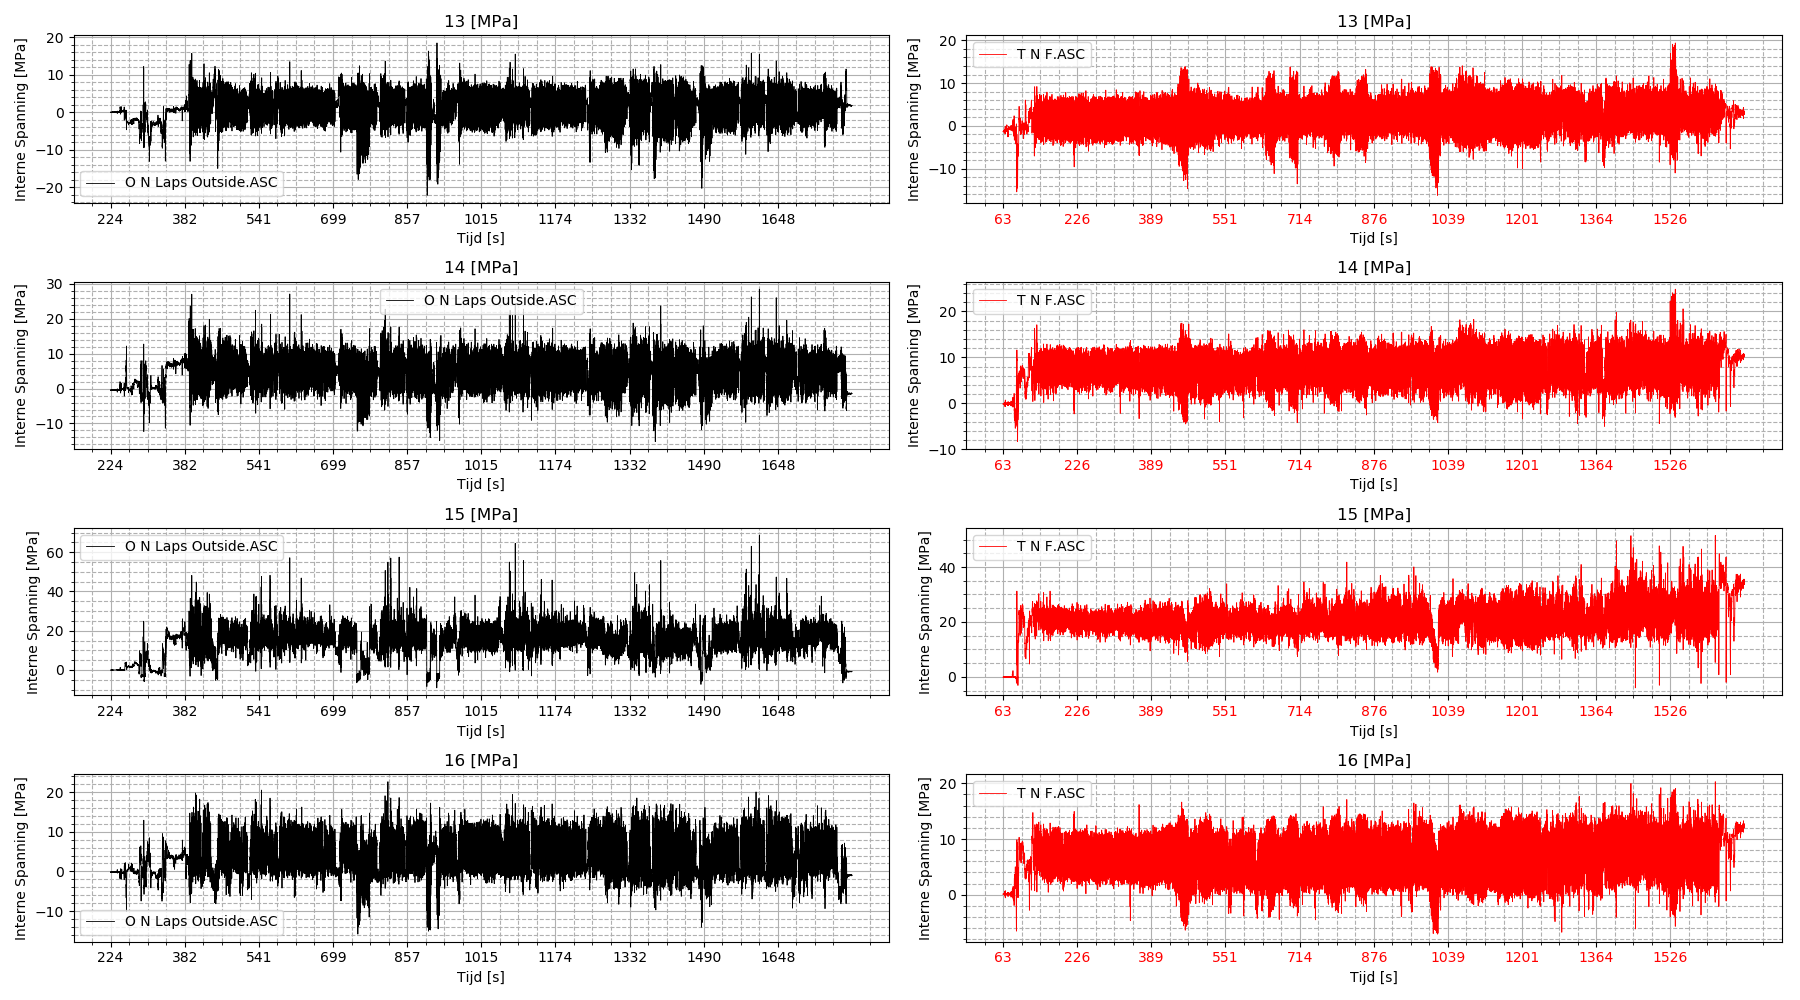 13 [MPa]
Interne Spanning [MPa]
20
10
0
−10
−20
O N Laps Outside.ASC
224 382 541 699 857 1015 1174 1332 1490 1648
Tijd [s]
13 [MPa]
Interne Spanning [MPa]
20
10
0
−10
T N F.ASC
63 226 389 551 714 876 1039 1201 1364 1526
Tijd [s]
14 [MPa]
Interne Spanning [MPa]
30
20
10
0
−10
O N Laps Outside.ASC
224 382 541 699 857 1015 1174 1332 1490 1648
Tijd [s]
14 [MPa]
Interne Spanning [MPa]
20
10
0
−10
T N F.ASC
63 226 389 551 714 876 1039 1201 1364 1526
Tijd [s]
15 [MPa]
Interne Spanning [MPa]
60
40
20
0
O N Laps Outside.ASC
224 382 541 699 857 1015 1174 1332 1490 1648
Tijd [s]
15 [MPa]
Interne Spanning [MPa]
40
20
0
T N F.ASC
63 226 389 551 714 876 1039 1201 1364 1526
Tijd [s]
16 [MPa]
Interne Spanning [MPa]
20
10
0
−10
O N Laps Outside.ASC
224 382 541 699 857 1015 1174 1332 1490 1648
Tijd [s]
16 [MPa]
Interne Spanning [MPa]
20
10
0
T N F.ASC
63 226 389 551 714 876 1039 1201 1364 1526
Tijd [s]